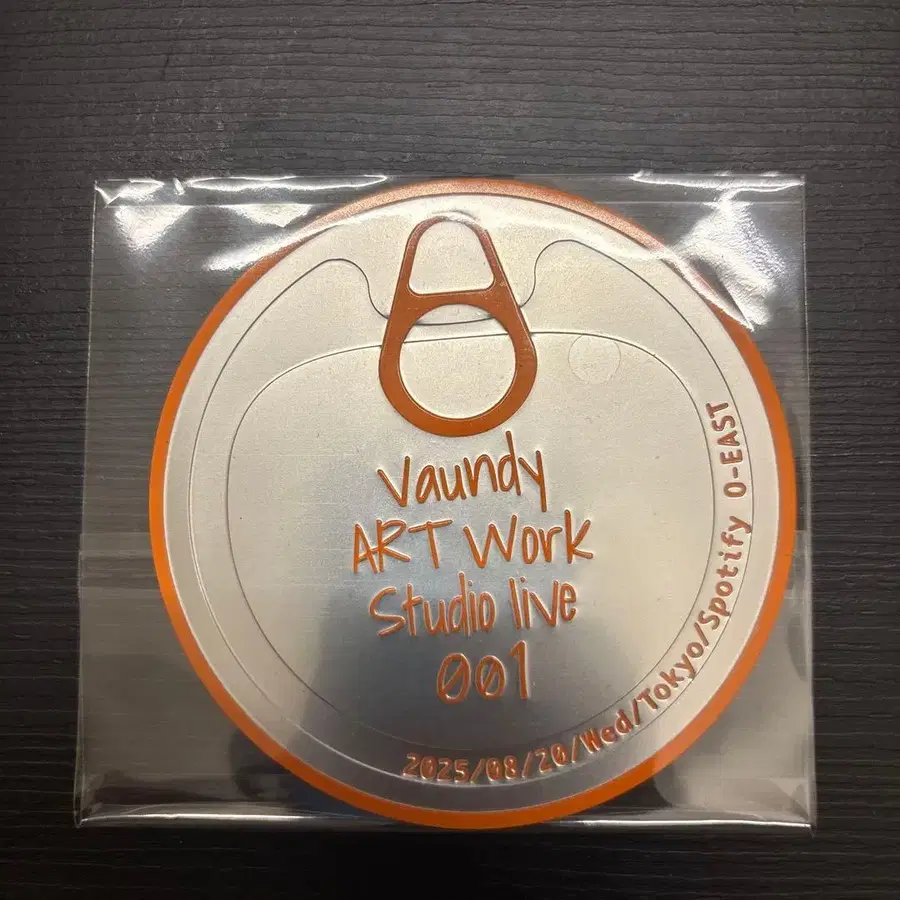 Vaundy
ART Work
Studio live
001
2025/08/20/Wed/Tokyo/Spotify O-EAST